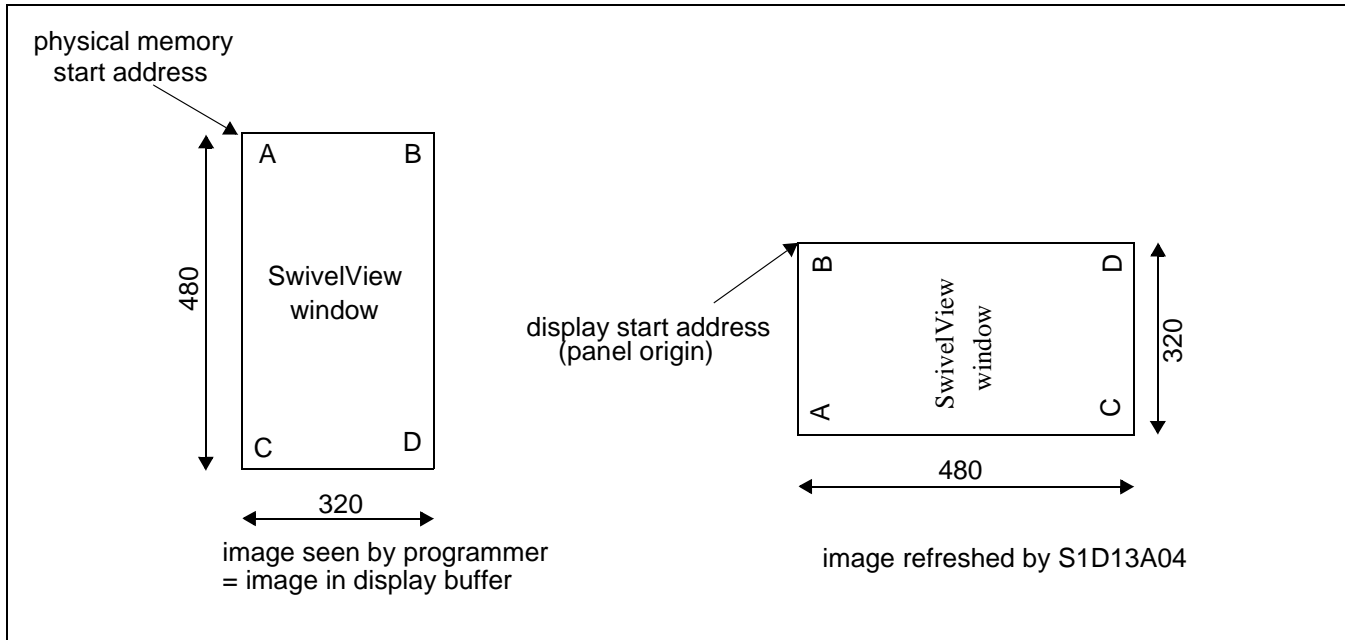 physical memory
start address
A
B
480
SwivelView
window
C
D
320
image seen by programmer
= image in display buffer
display start address
(panel origin)
B
D
SwivelView
window
A
C
320
480
image refreshed by S1D13A04